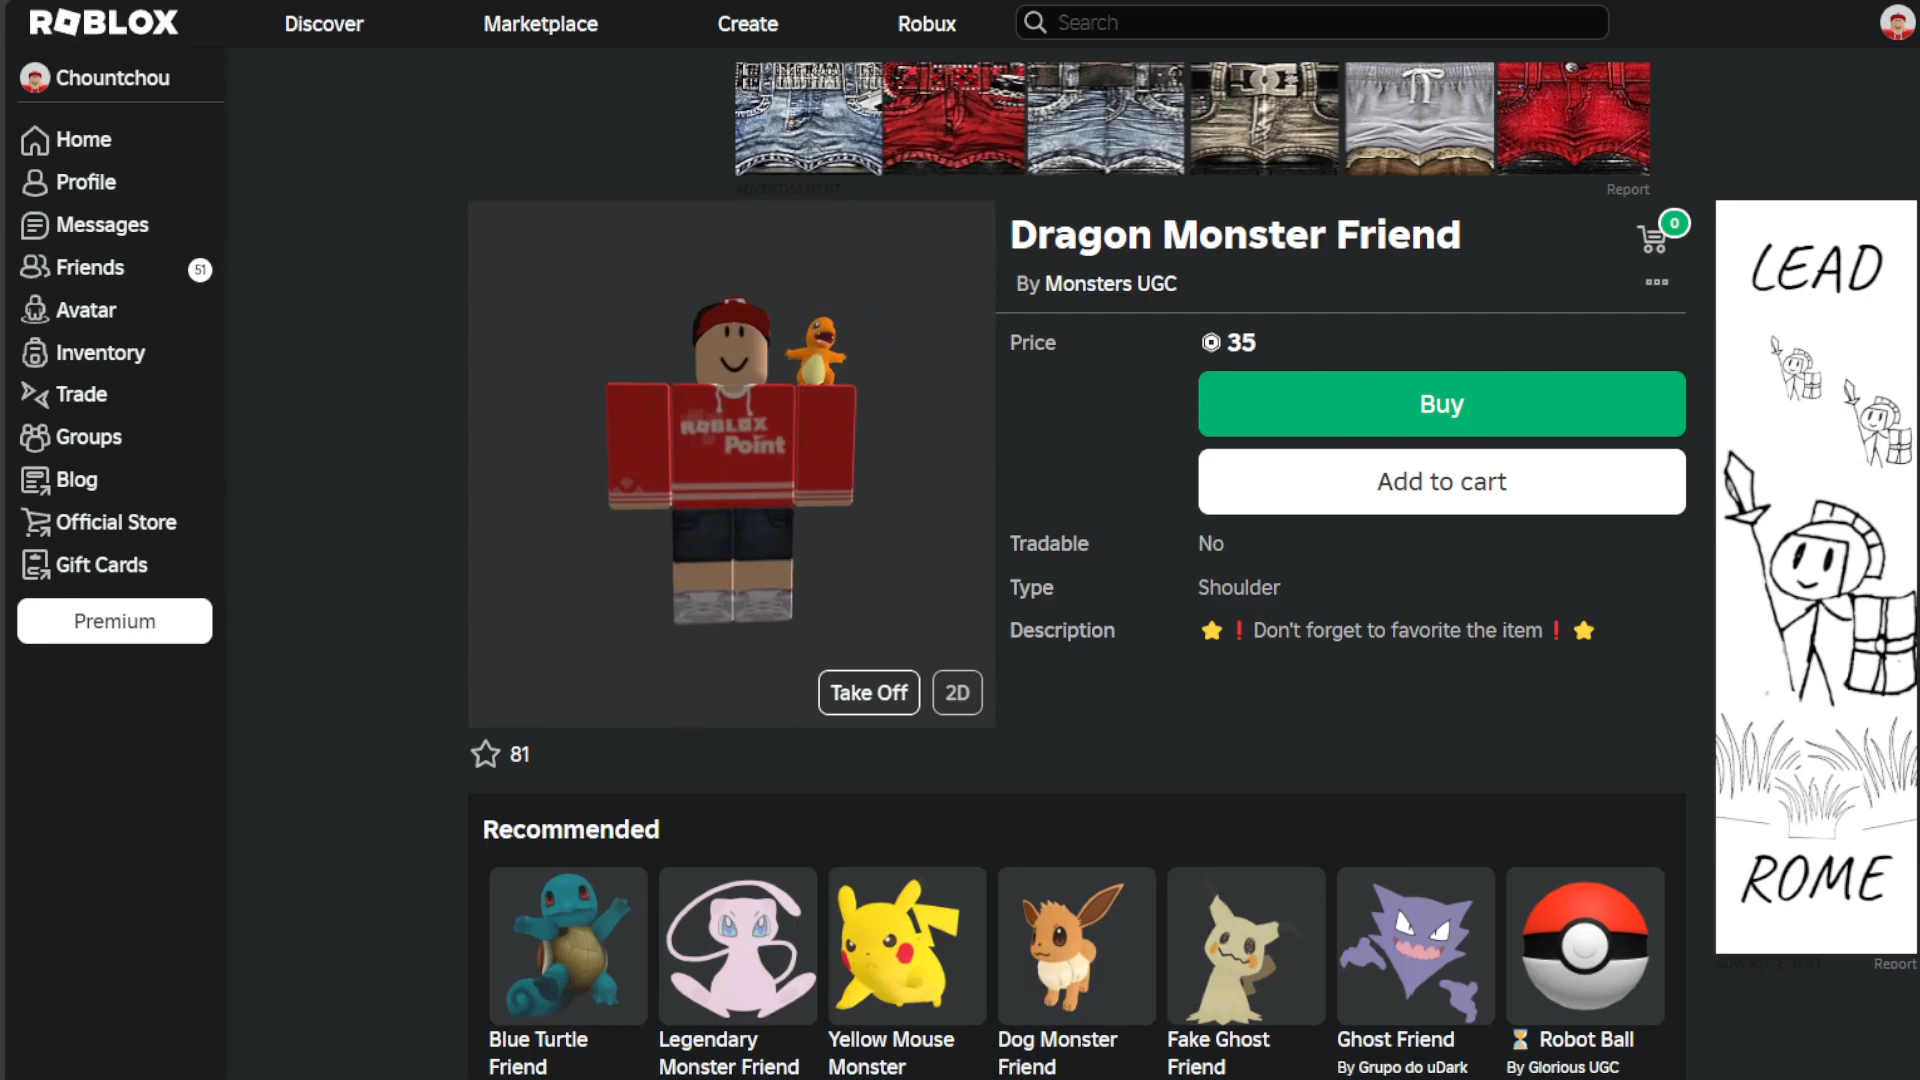 ROBLOX
Discover
Marketplace
Create
Robux
Search
Chountchou
Home
Profile
Messages
Friends
51
Avatar
Inventory
Trade
Groups
Blog
Official Store
Gift Cards
Premium
ADVERTISEMENT
Report
ROBLOX
Point
Take Off
2D
81
Dragon Monster Friend
0
By Monsters UGC
Price
35
Buy
Add to cart
Tradable
No
Type
Shoulder
Description
⭐❗Don't forget to favorite the item❗⭐
LEAD
ROME
ADVERTISEMENT
Report
Recommended
Blue Turtle
Friend
Legendary
Monster Friend
Yellow Mouse
Monster
Dog Monster
Friend
Fake Ghost
Friend
Ghost Friend
By Grupo do uDark
⏳ Robot Ball
By Glorious UGC